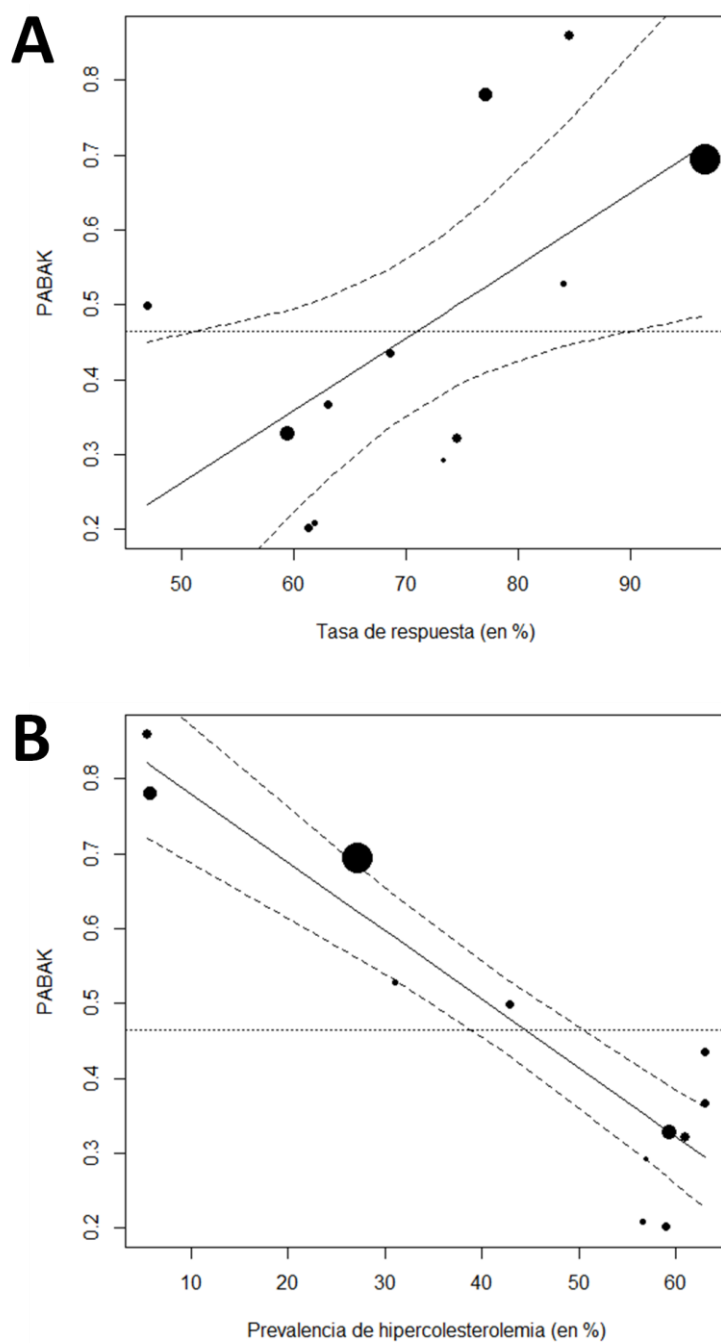 A
0.8
0.7
0.6
0.5
0.4
0.3
0.2
PABAK
50 60 70 80 90
Tasa de respuesta (en %)
B
0.8
0.7
0.6
0.5
0.4
0.3
0.2
PABAK
10 20 30 40 50 60
Prevalencia de hipercolesterolemia (en %)